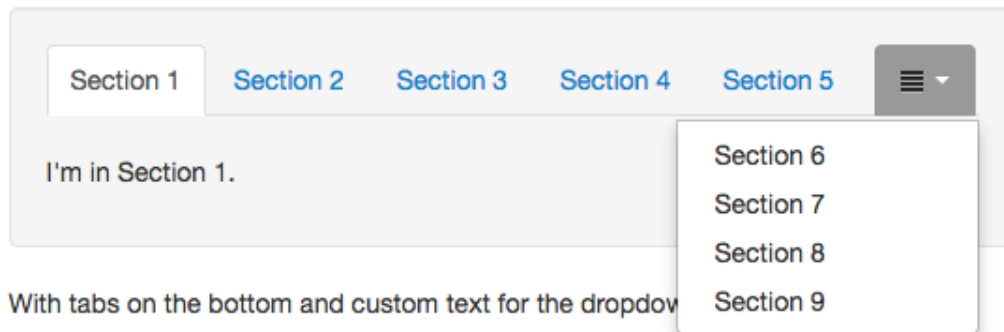 Section 1 Section 2 Section 3 Section 4 Section 5
I'm in Section 1.
Section 6
Section 7
Section 8
Section 9
With tabs on the bottom and custom text for the